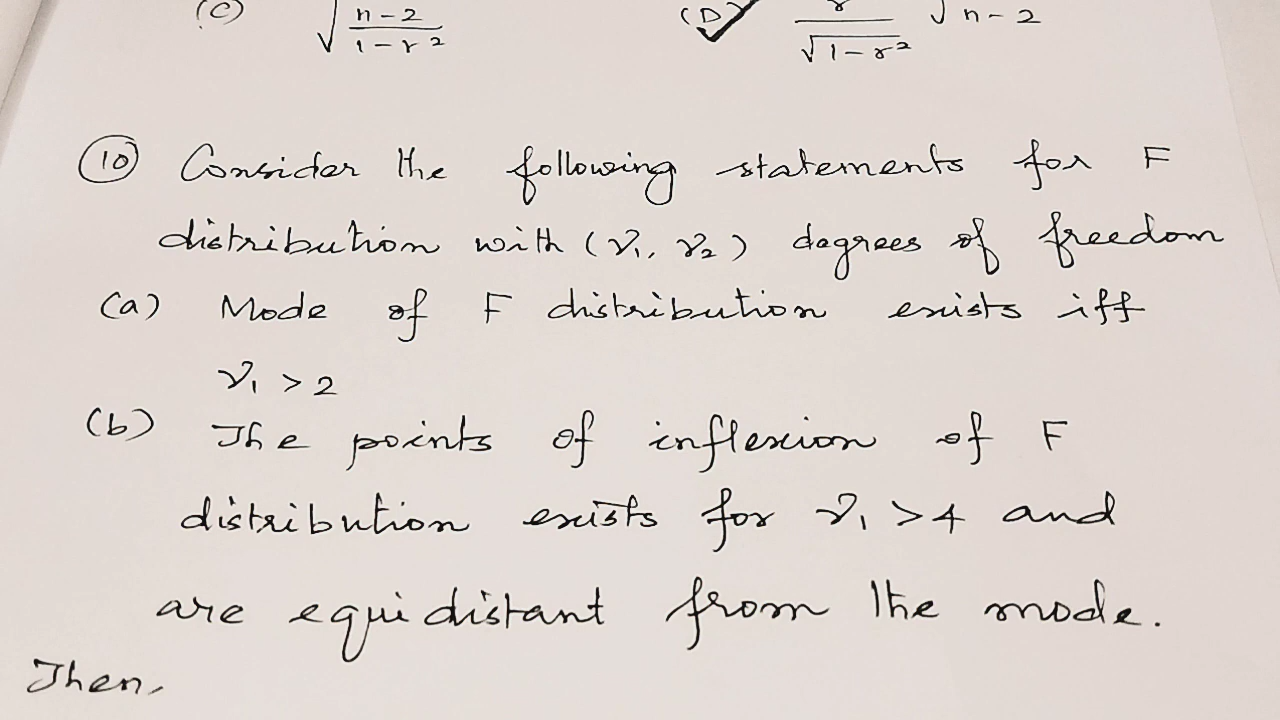 (C) √ n-2 / 1-r² (D) r / √1-r² √n-2
(10) Consider the following statements for F
distribution with (ν₁, ν₂) degrees of freedom
(a) Mode of F distribution exists iff
ν₁ > 2
(b) The points of inflexion of F
distribution exists for ν₁ > 4 and
are equidistant from the mode.
Then,